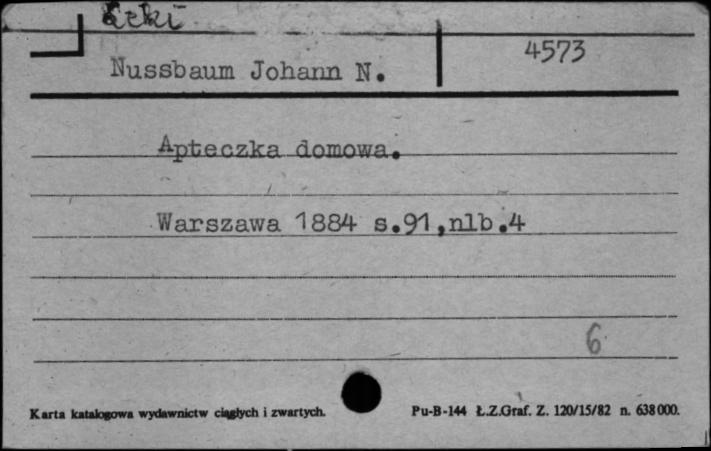 Leki
4573
Nussbaum Johann N.
Apteczka domowa.
Warszawa 1884 s.91,nlb.4
6
Karta katalogowa wydawnictw ciągłych i zwartych.
Pu-B-144 Ł.Z.Graf. Z. 120/15/82 n. 638000.